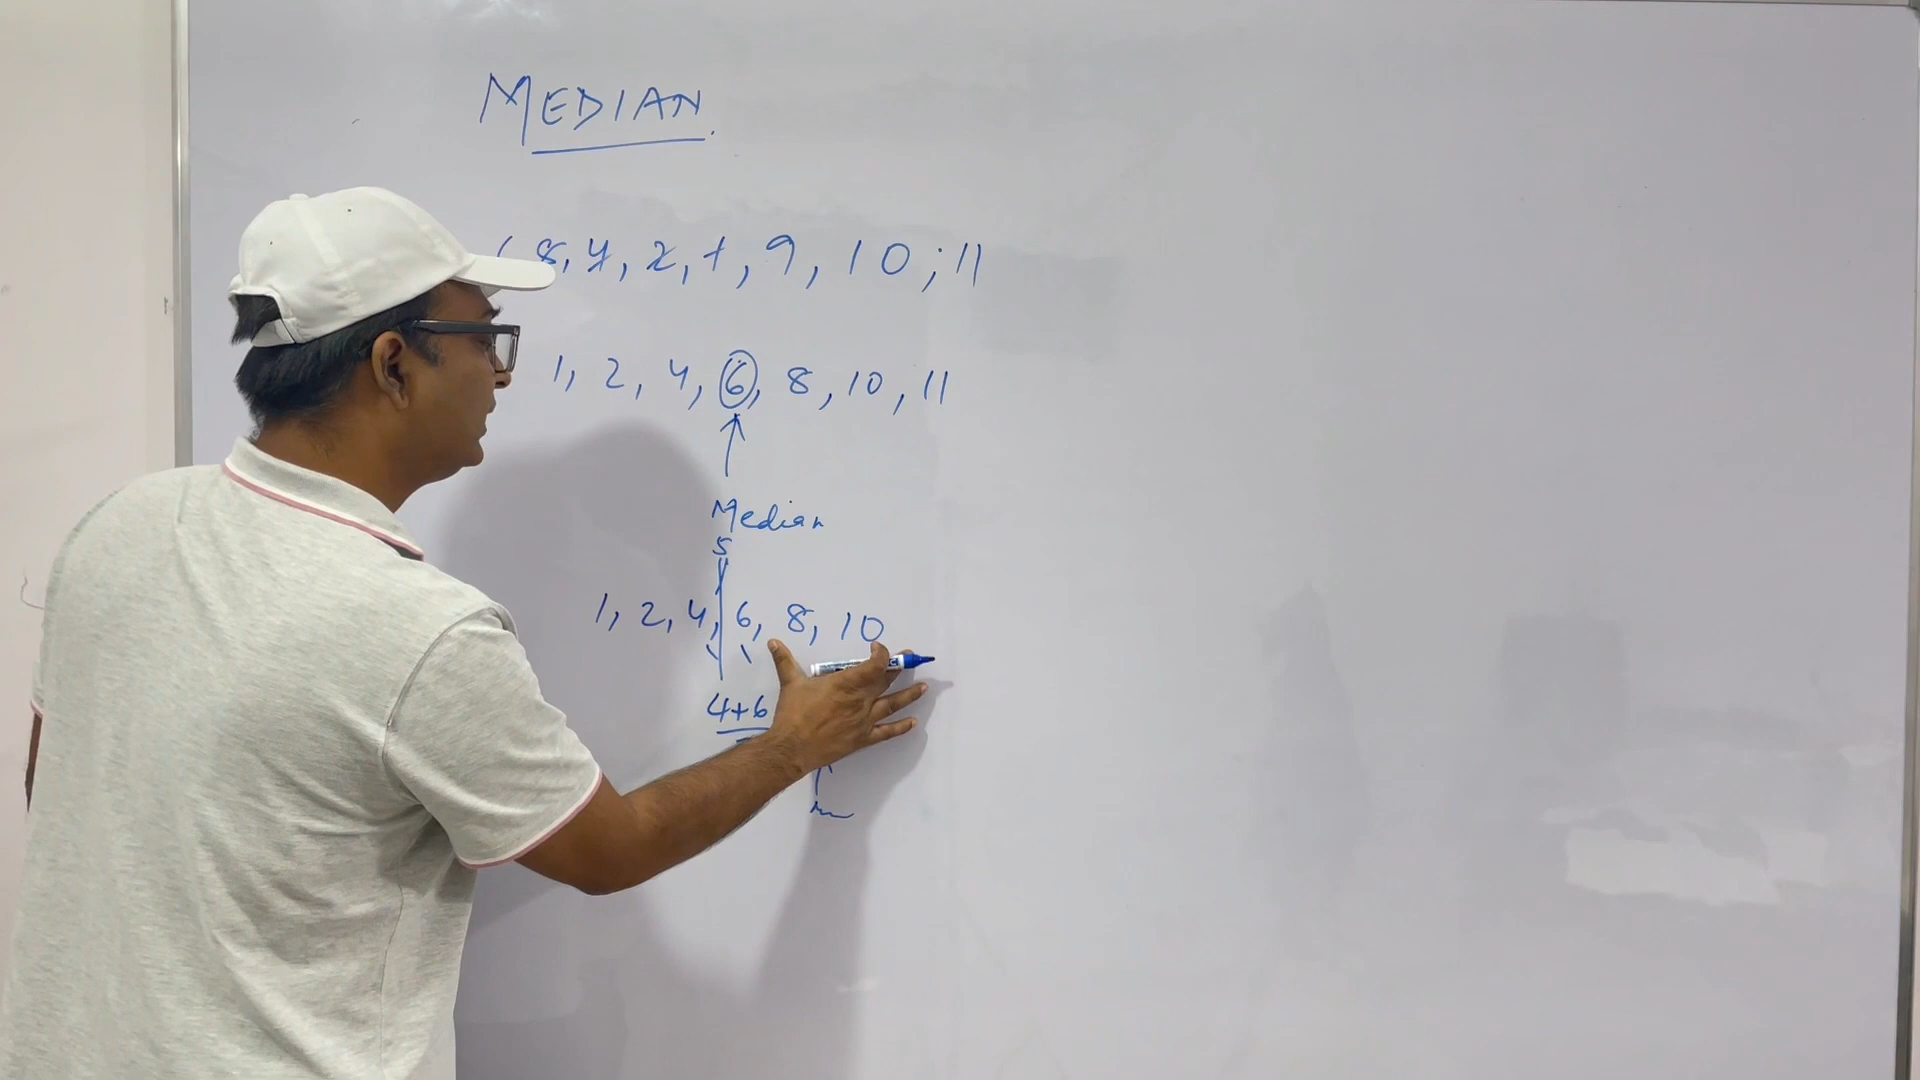 MEDIAN.
8, 4, 2, 1, 9, 10; 11
1, 2, 4, 6, 8, 10, 11
Median
5
1, 2, 4, 6, 8, 10
4+6